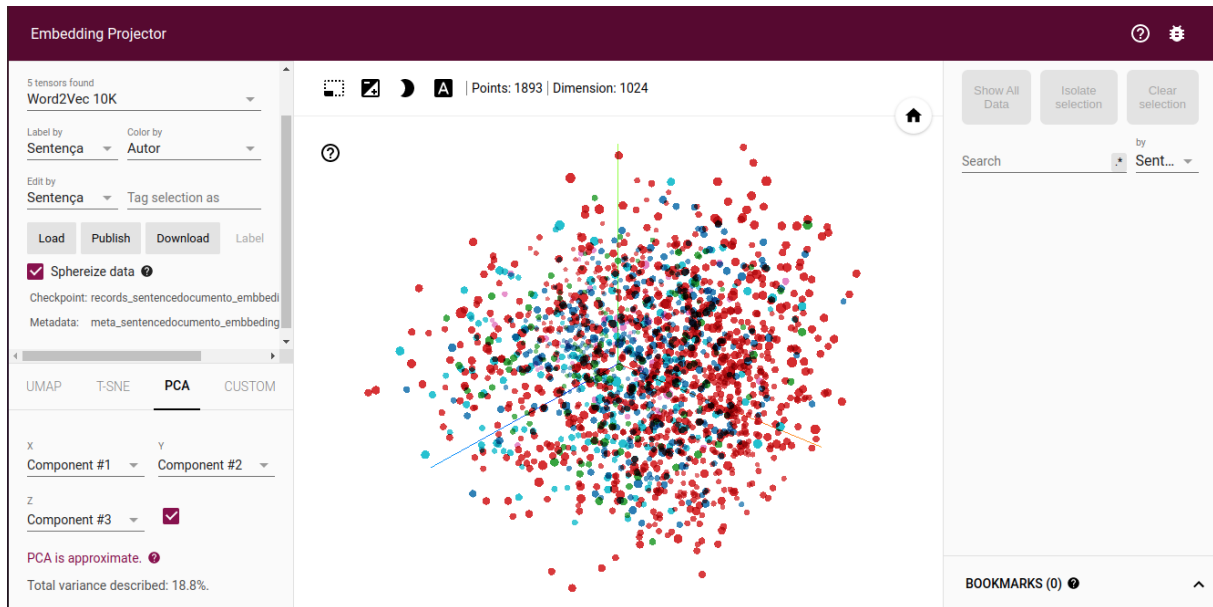 Embedding Projector
5 tensors found
Word2Vec 10K
Label by
Color by
Sentença
Autor
Edit by
Sentença
Tag selection as
Load
Publish
Download
Label
Sphereize data
Checkpoint: records_sentencedocumento_embbedi
Metadata: meta_sentencedocumento_embbeding
UMAP
T-SNE
PCA
CUSTOM
X
Y
Component #1
Component #2
Z
Component #3
PCA is approximate.
Total variance described: 18.8%.
A
Points: 1893
Dimension: 1024
Show All
Data
Isolate
selection
Clear
selection
Search
.*
by
Sent...
BOOKMARKS (0)